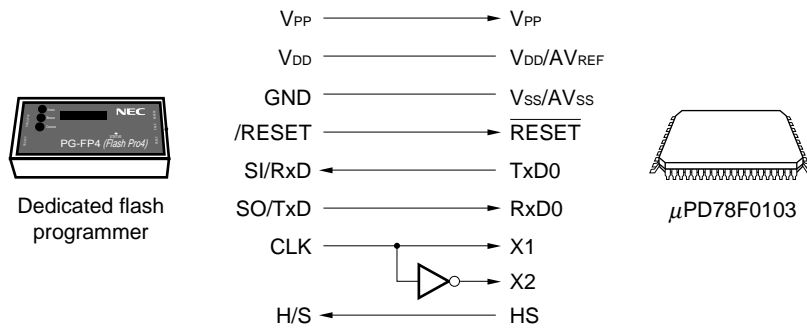 VPP VPP
VDD VDD/AVREF
GND VSS/AVSS
/RESET RESET
SI/RxD TxD0
SO/TxD RxD0
CLK X1
X2
H/S HS
NEC
PG-FP4 (Flash Pro4)
Dedicated flash
programmer
μPD78F0103